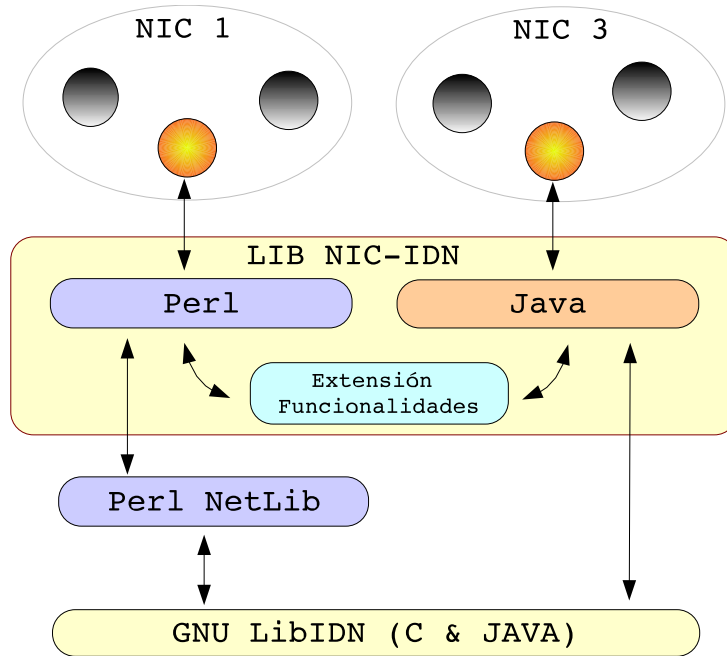 NIC 1
NIC 3
LIB NIC-IDN
Perl
Java
Extensión
Funcionalidades
Perl NetLib
GNU LibIDN (C & JAVA)